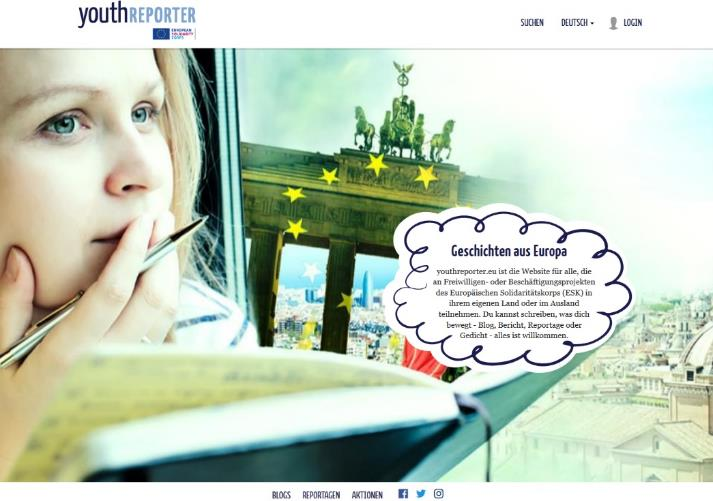 youthREPORTER
EUROPEAN
SOLIDARITY
CORPS
SUCHEN DEUTSCH LOGIN
Geschichten aus Europa
youthreporter.eu ist die Website für alle, die
an Freiwilligen- oder Beschäftigungsprojekten
des Europäischen Solidaritätskorps (ESK) in
ihrem eigenen Land oder im Ausland
teilnehmen. Du kannst schreiben, was dich
bewegt - Blog, Bericht, Reportage oder
Gedicht - alles ist willkommen.
BLOGS REPORTAGEN AKTIONEN